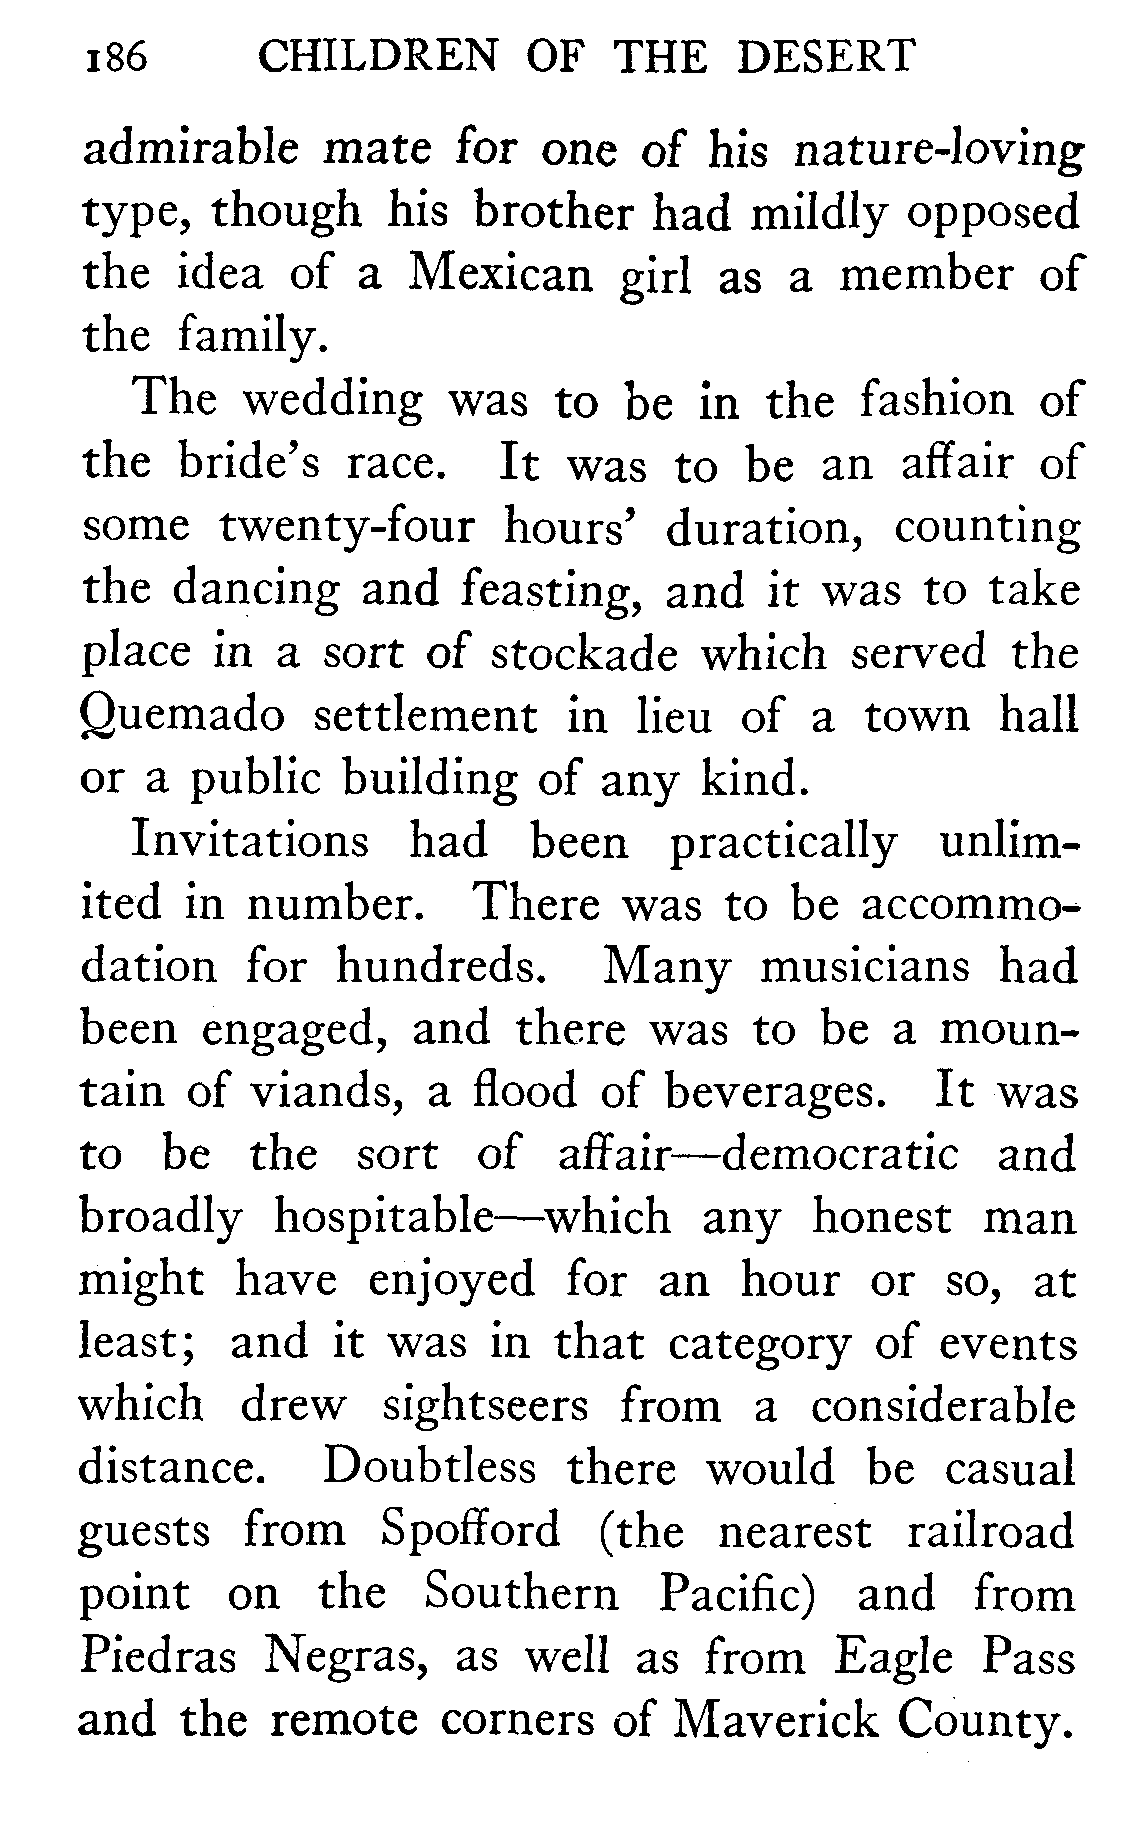 186 CHILDREN OF THE DESERT
admirable mate for one of his nature-loving
type, though his brother had mildly opposed
the idea of a Mexican girl as a member of
the family.
The wedding was to be in the fashion of
the bride's race. It was to be an affair of
some twenty-four hours' duration, counting
the dancing and feasting, and it was to take
place in a sort of stockade which served the
Quemado settlement in lieu of a town hall
or a public building of any kind.
Invitations had been practically unlim-
ited in number. There was to be accommo-
dation for hundreds. Many musicians had
been engaged, and there was to be a moun-
tain of viands, a flood of beverages. It was
to be the sort of affair—democratic and
broadly hospitable—which any honest man
might have enjoyed for an hour or so, at
least; and it was in that category of events
which drew sightseers from a considerable
distance. Doubtless there would be casual
guests from Spofford (the nearest railroad
point on the Southern Pacific) and from
Piedras Negras, as well as from Eagle Pass
and the remote corners of Maverick County.